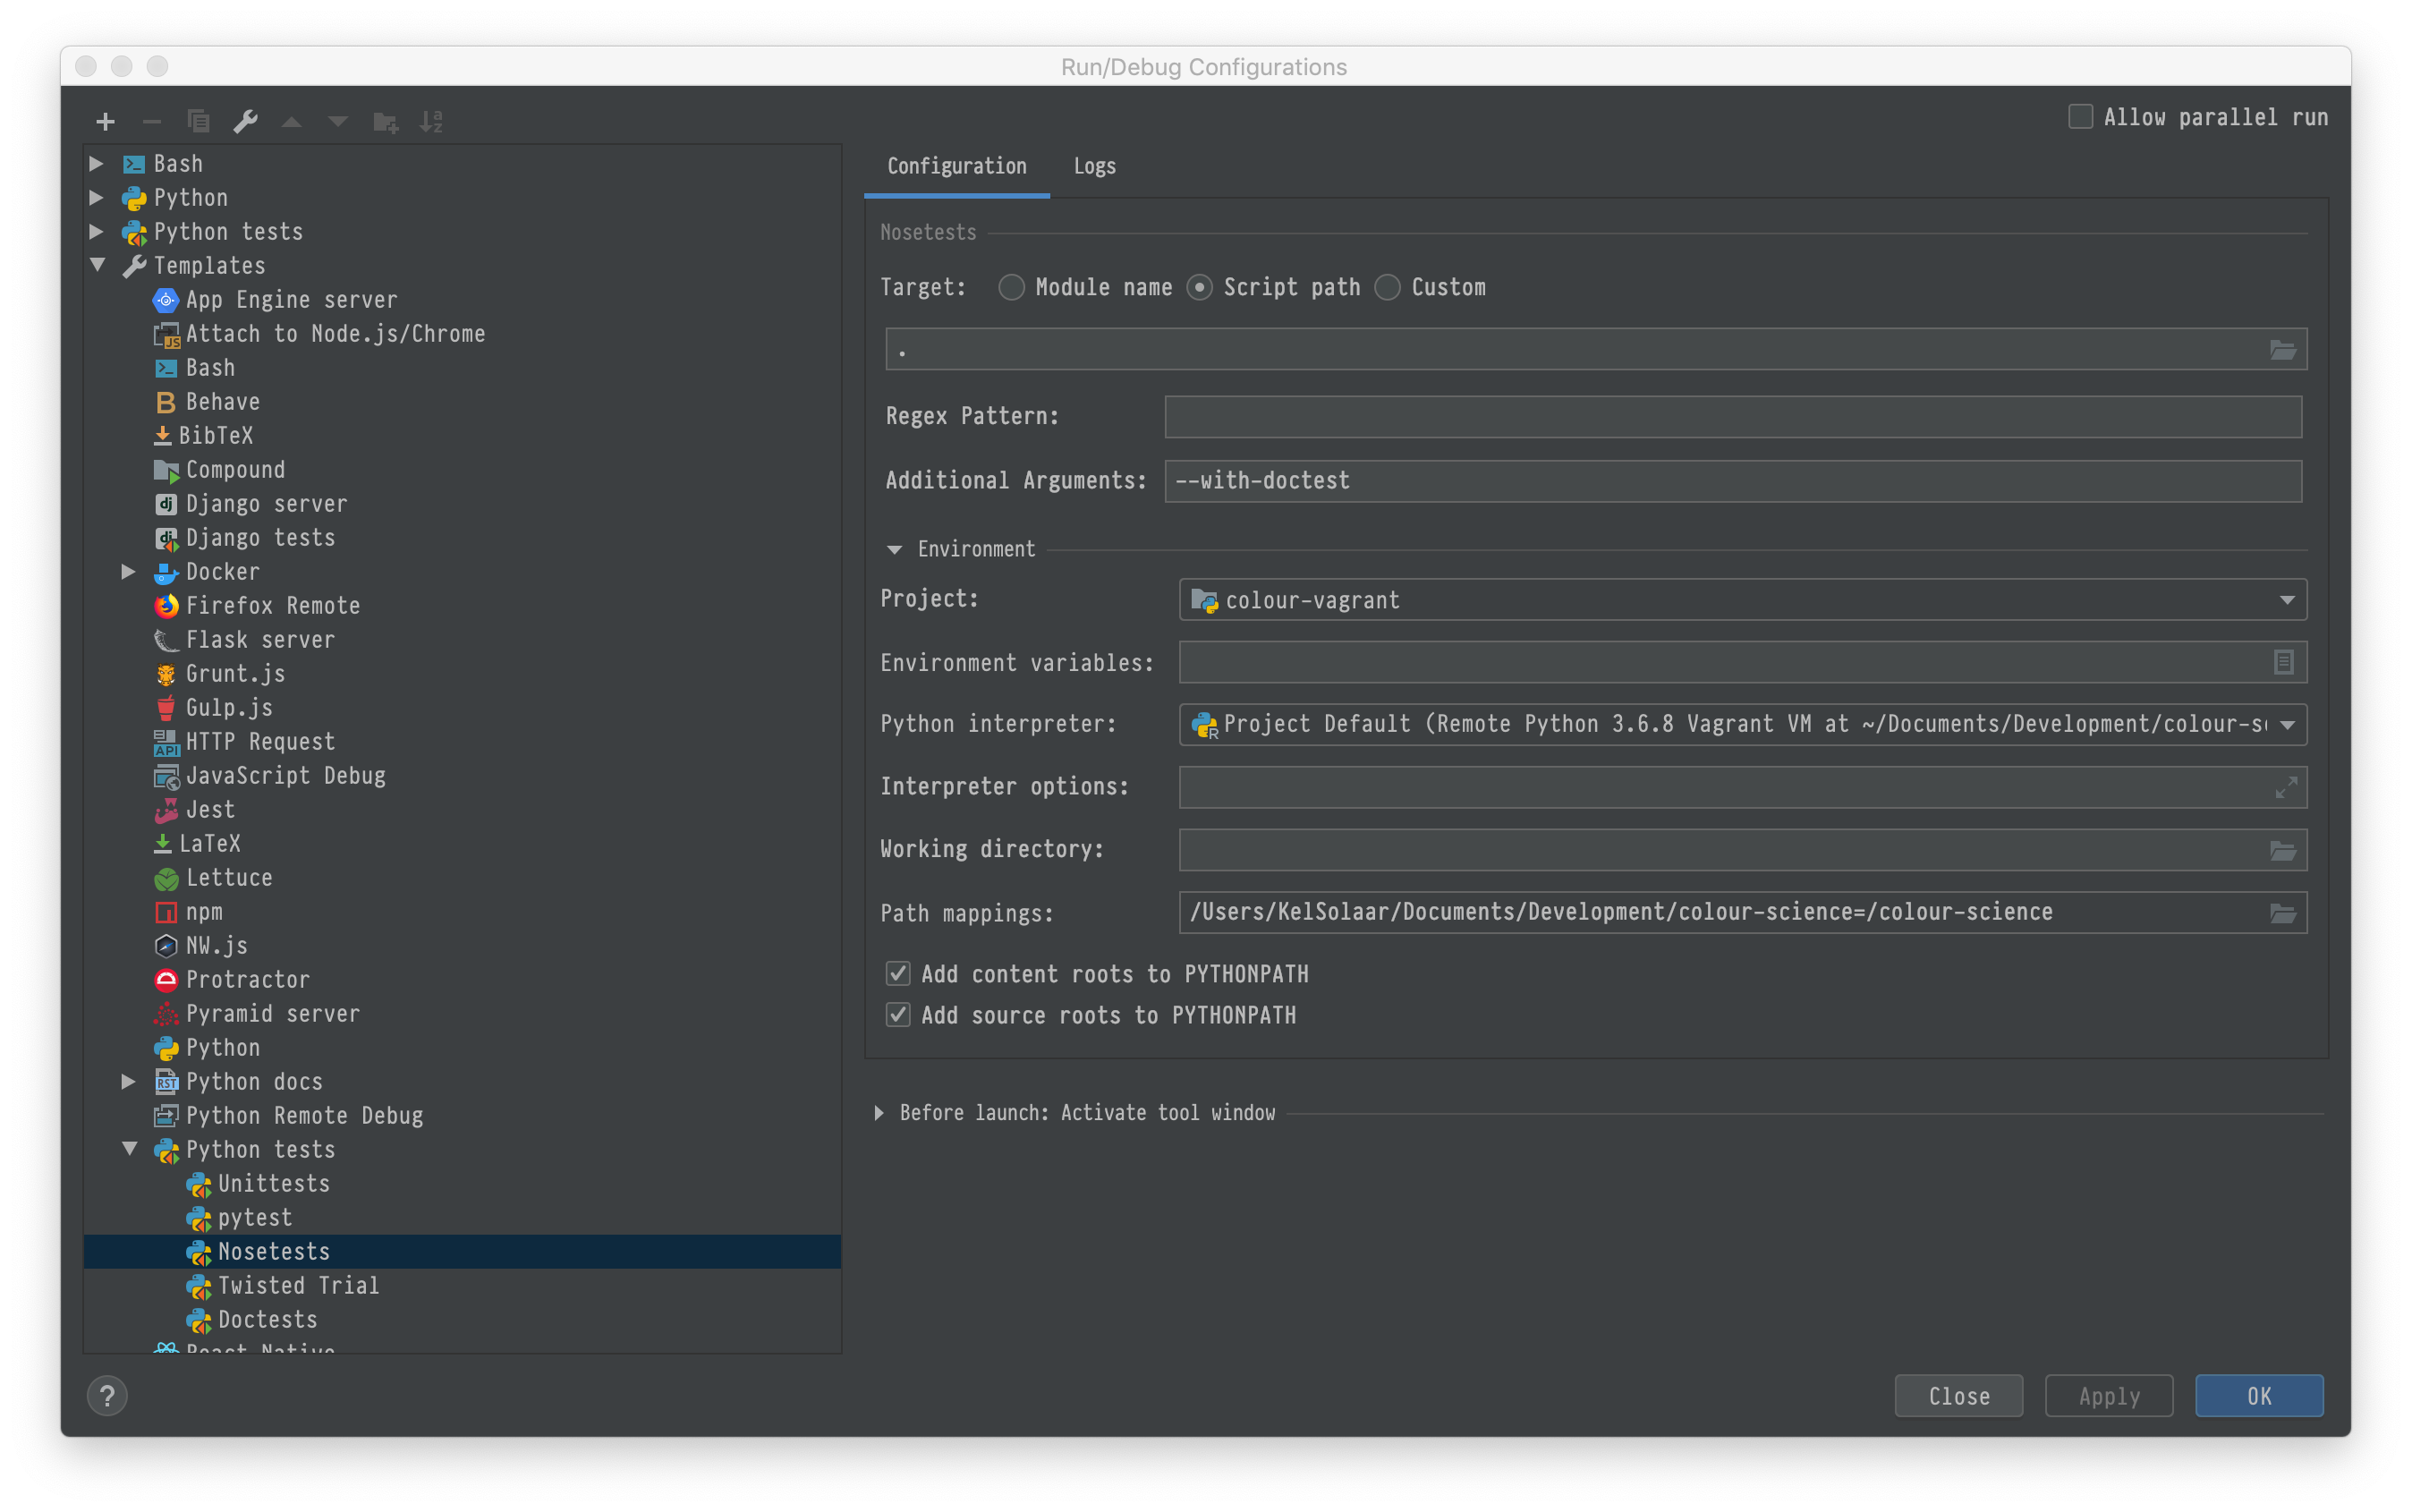 Run/Debug Configurations
Allow parallel run
Bash
Python
Python tests
Templates
App Engine server
Attach to Node.js/Chrome
Bash
Behave
BibTeX
Compound
Django server
Django tests
Docker
Firefox Remote
Flask server
Grunt.js
Gulp.js
HTTP Request
JavaScript Debug
Jest
LaTeX
Lettuce
npm
NW.js
Protractor
Pyramid server
Python
Python docs
Python Remote Debug
Python tests
Unittests
pytest
Nosetests
Twisted Trial
Doctests
React Native
Configuration Logs
Nosetests
Target: Module name Script path Custom
.
Regex Pattern:
Additional Arguments: --with-doctest
Environment
Project: colour-vagrant
Environment variables:
Python interpreter: Project Default (Remote Python 3.6.8 Vagrant VM at ~/Documents/Development/colour-s
Interpreter options:
Working directory:
Path mappings: /Users/KelSolaar/Documents/Development/colour-science=/colour-science
Add content roots to PYTHONPATH
Add source roots to PYTHONPATH
Before launch: Activate tool window
? Close Apply OK